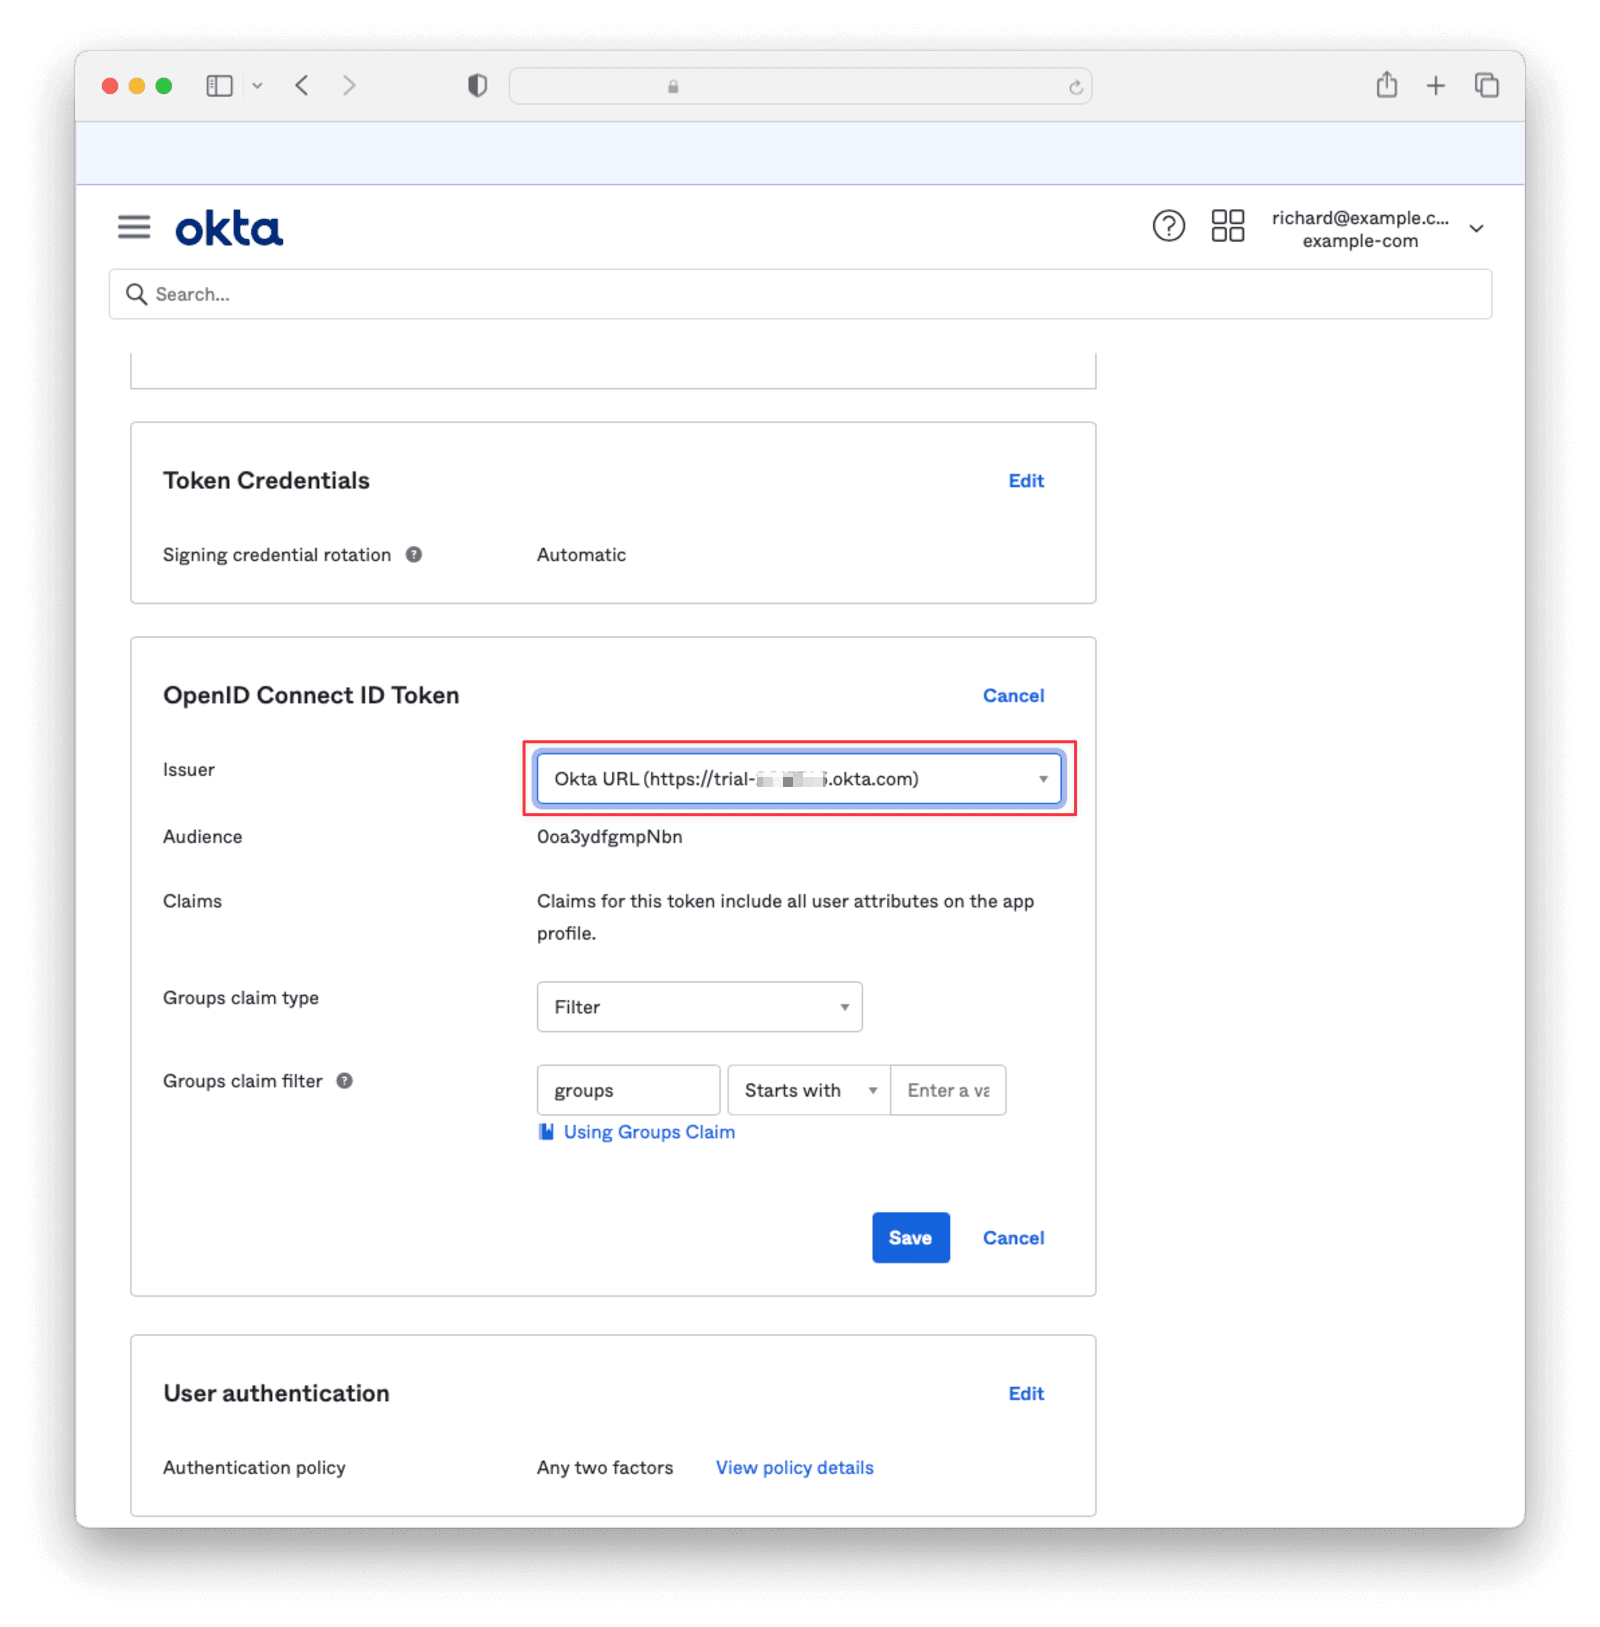 okta
richard@example.c...
example-com
Search...
Token Credentials
Edit
Signing credential rotation
Automatic
OpenID Connect ID Token
Cancel
Issuer
Okta URL (https://trial- .okta.com)
Audience
0oa3ydfgmpNbn
Claims
Claims for this token include all user attributes on the app
profile.
Groups claim type
Filter
Groups claim filter
groups
Starts with
Enter a va
Using Groups Claim
Save
Cancel
User authentication
Edit
Authentication policy
Any two factors
View policy details